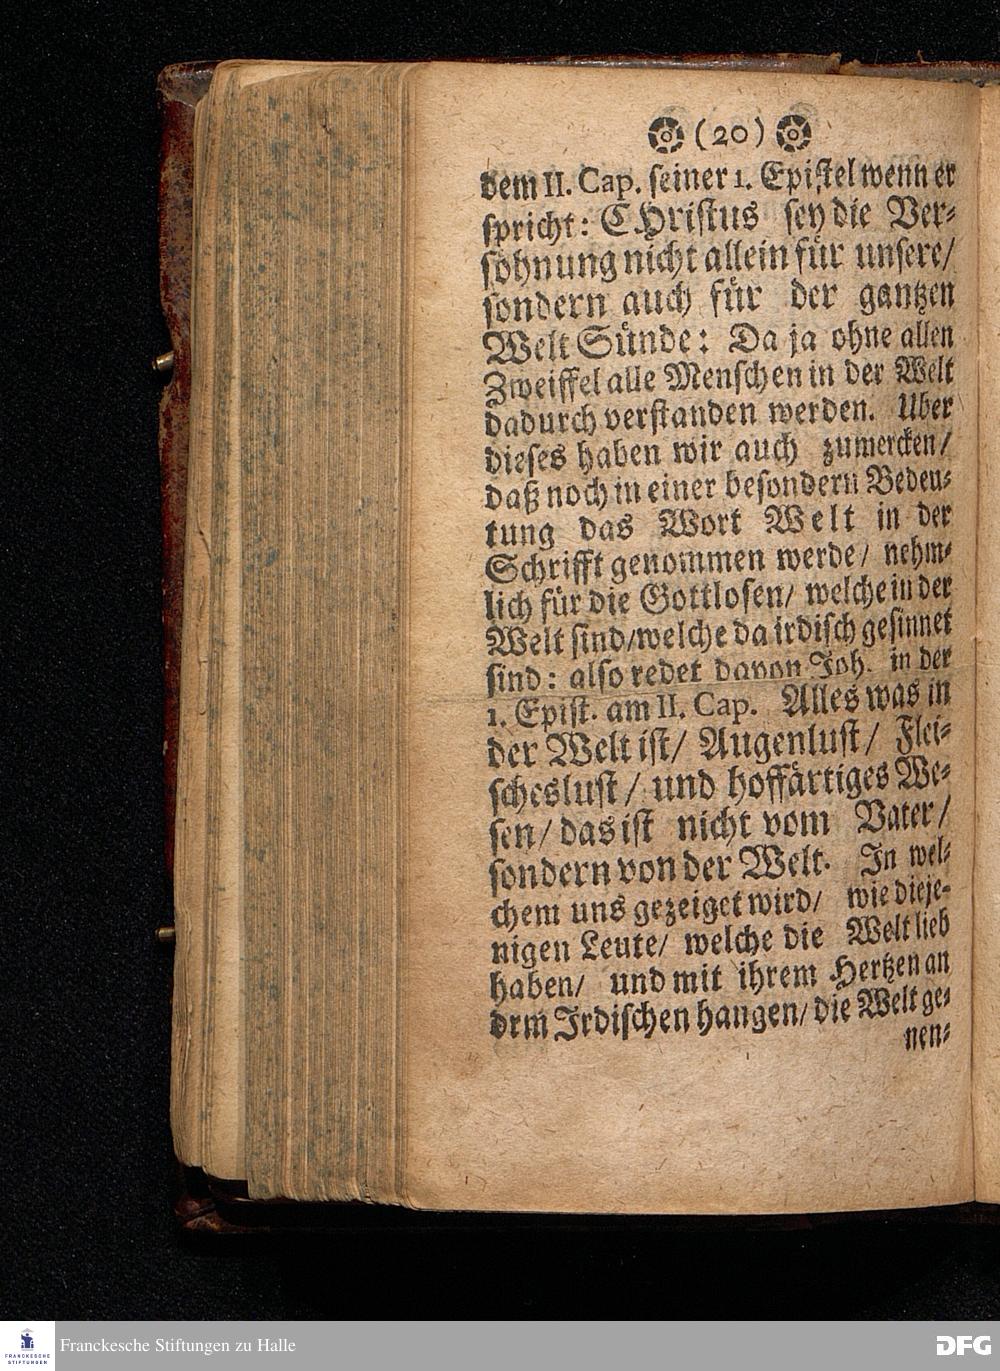 (20)
dem II. Cap. seiner 1. Epistel wenn er
spricht: CHristus sey die Ver-
söhnung nicht allein für unsere/
sondern auch für der gantzen
Welt Sünde: Da ja ohne allen
Zweiffel alle Menschen in der Welt
dadurch verstanden werden. Uber
dieses haben wir auch zumercken/
daß noch in einer besondern Bedeu-
tung das Wort Welt in der
Schrifft genommen werde/ nehm-
lich für die Gottlosen/ welche in der
Welt sind/welche da irdisch gesinnet
sind: also redet davon Joh. in der
1. Epist. am II. Cap. Alles was in
der Welt ist/ Augenlust/ Flei-
scheslust/ und hoffärtiges We-
sen/ das ist nicht vom Vater/
sondern von der Welt. In wel-
chem uns gezeiget wird/ wie dieje-
nigen Leute/ welche die Welt lieb
haben/ und mit ihrem Hertzen an
drm Irdischen hangen/ die Welt ge-
nen-
FRANCKESCHE
STIFTUNGEN
Franckesche Stiftungen zu Halle
DFG